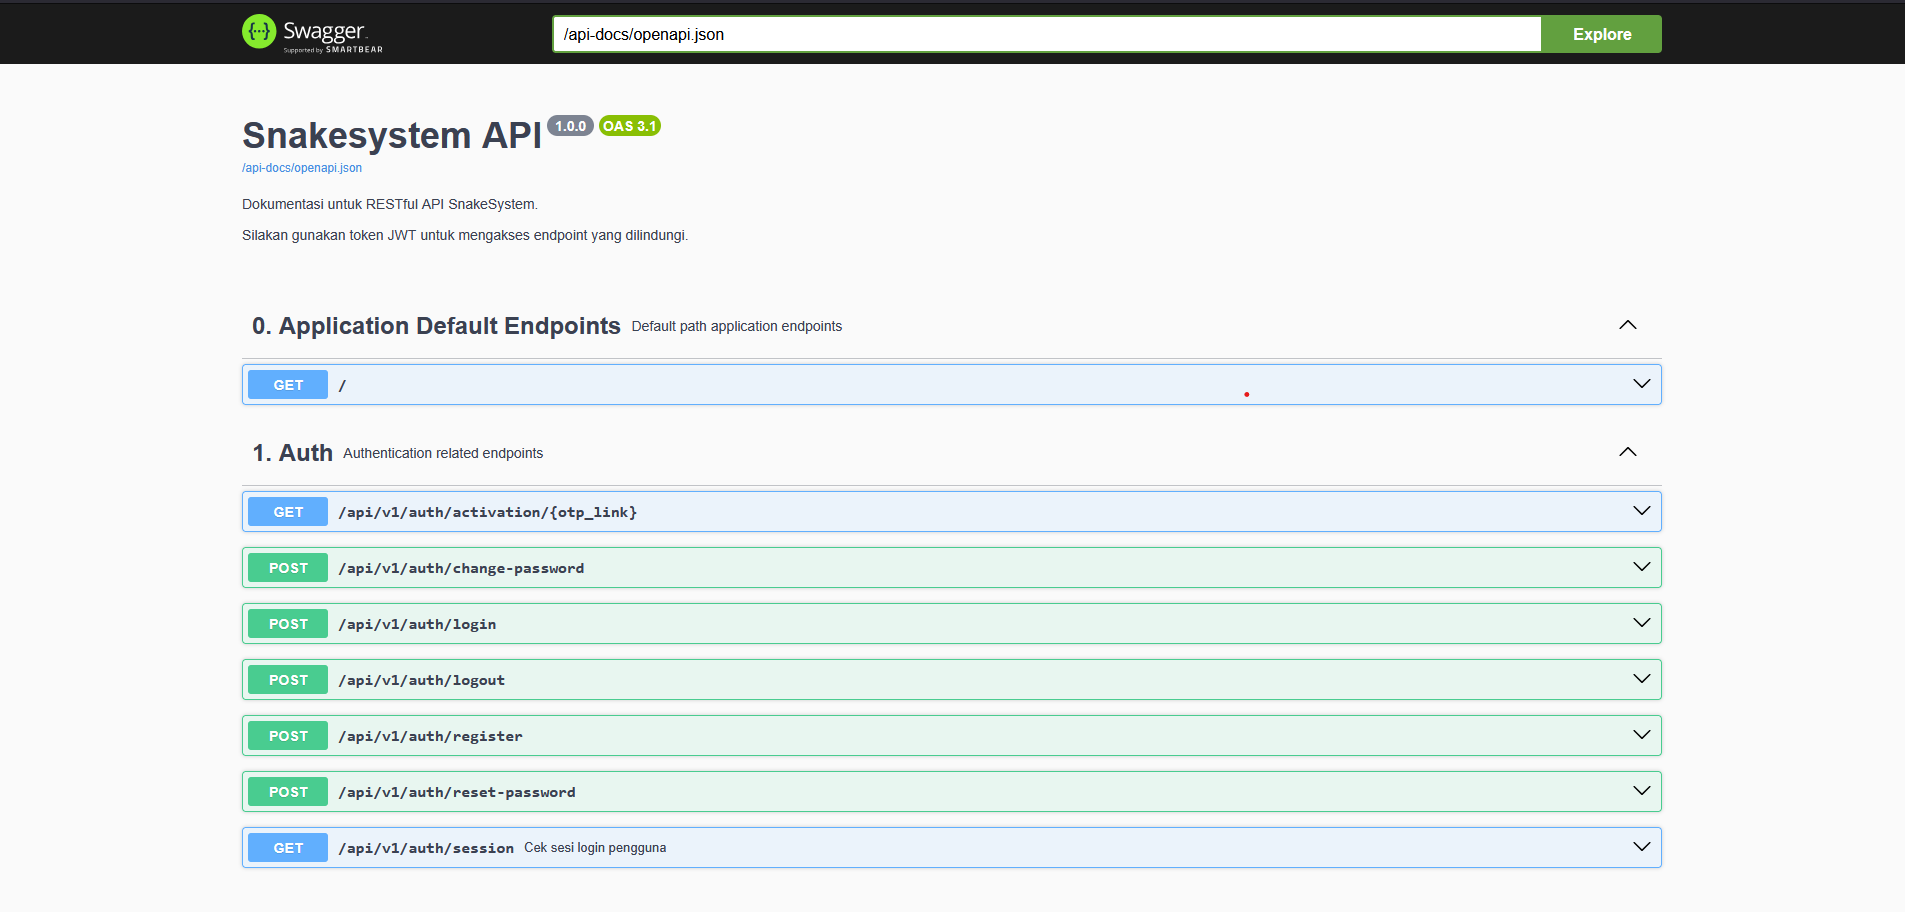 Swagger
Supported by SMARTBEAR
/api-docs/openapi.json
Explore
Snakesystem API 1.0.0 OAS 3.1
/api-docs/openapi.json
Dokumentasi untuk RESTful API SnakeSystem.
Silakan gunakan token JWT untuk mengakses endpoint yang dilindungi.
0. Application Default Endpoints Default path application endpoints
GET /
1. Auth Authentication related endpoints
GET /api/v1/auth/activation/{otp_link}
POST /api/v1/auth/change-password
POST /api/v1/auth/login
POST /api/v1/auth/logout
POST /api/v1/auth/register
POST /api/v1/auth/reset-password
GET /api/v1/auth/session Cek sesi login pengguna